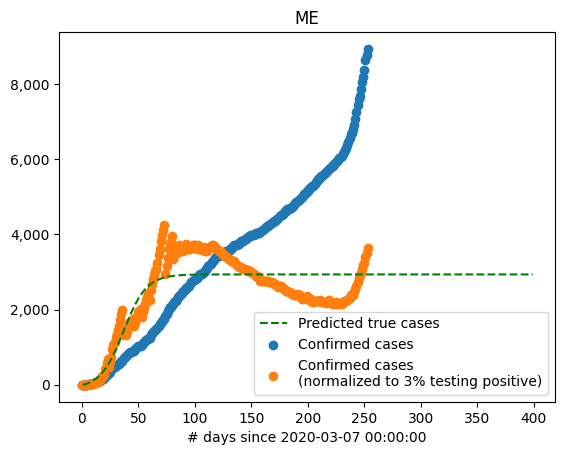 ME
8,000
6,000
4,000
2,000
0
Predicted true cases
Confirmed cases
Confirmed cases
(normalized to 3% testing positive)
0 50 100 150 200 250 300 350 400
# days since 2020-03-07 00:00:00